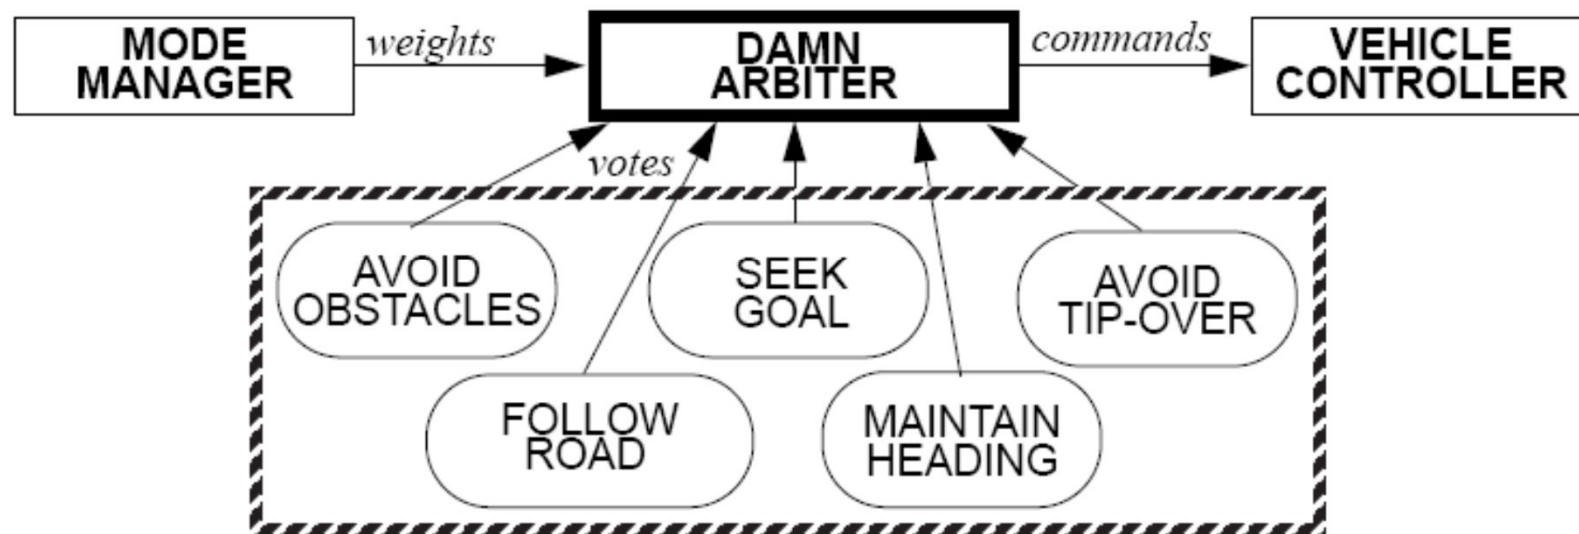 MODE
MANAGER
weights
DAMN
ARBITER
commands
VEHICLE
CONTROLLER
votes
AVOID
OBSTACLES
SEEK
GOAL
AVOID
TIP-OVER
FOLLOW
ROAD
MAINTAIN
HEADING